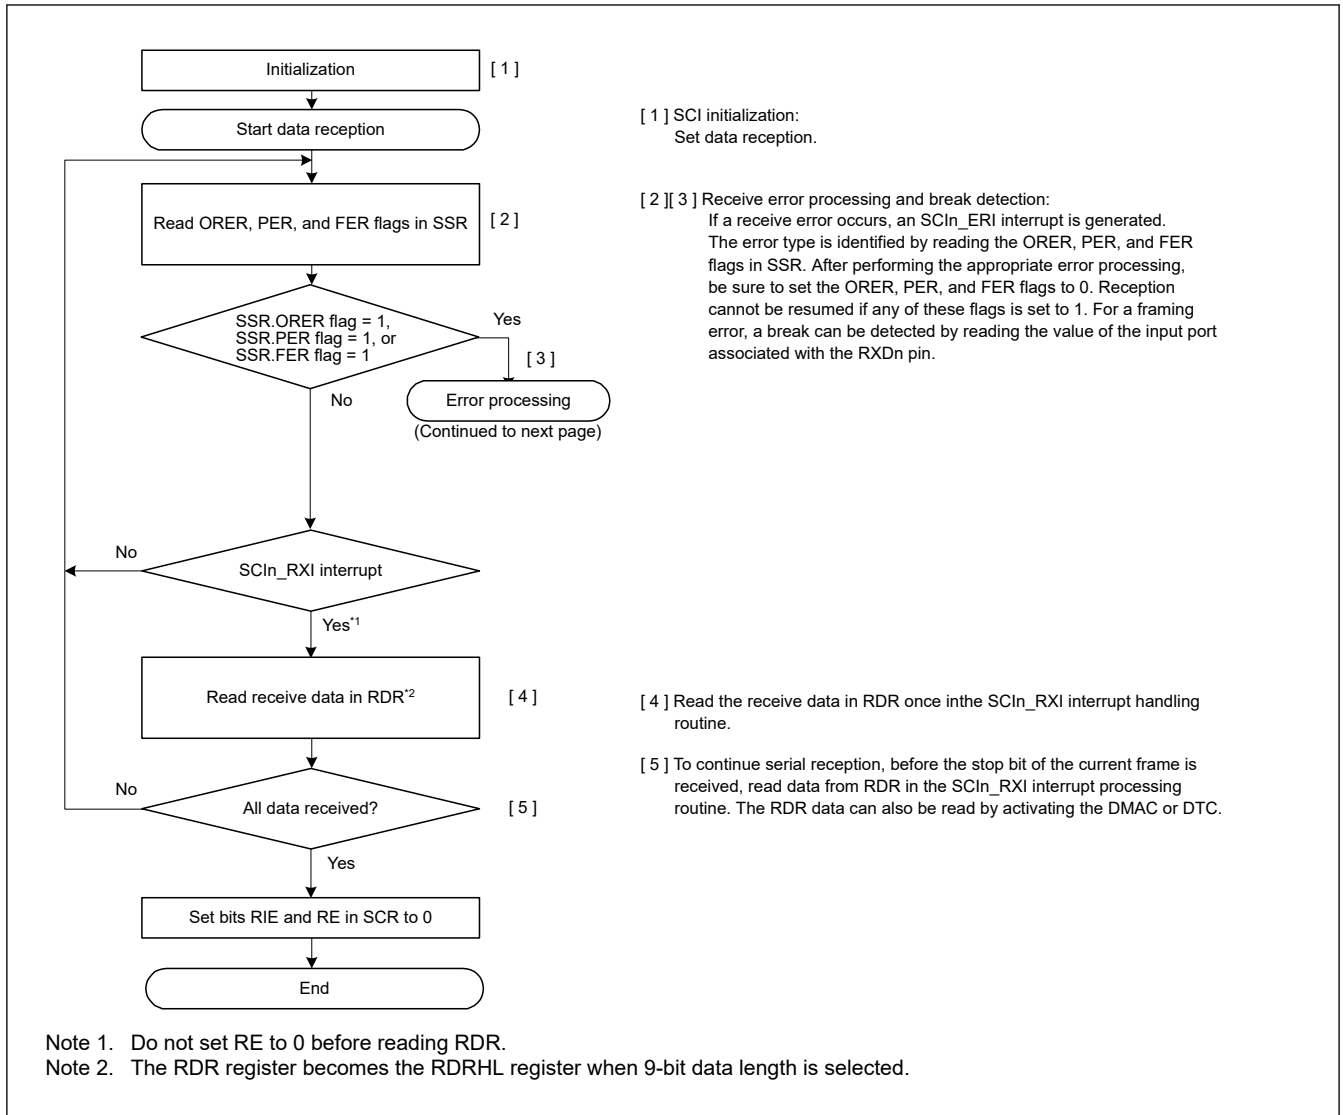 Initialization
[ 1 ]
Start data reception
[ 1 ] SCI initialization:
Set data reception.
Read ORER, PER, and FER flags in SSR
[ 2 ]
[ 2 ][ 3 ] Receive error processing and break detection:
If a receive error occurs, an SCIn_ERI interrupt is generated.
The error type is identified by reading the ORER, PER, and FER
flags in SSR. After performing the appropriate error processing,
be sure to set the ORER, PER, and FER flags to 0. Reception
cannot be resumed if any of these flags is set to 1. For a framing
error, a break can be detected by reading the value of the input port
associated with the RXDn pin.
SSR.ORER flag = 1,
SSR.PER flag = 1, or
SSR.FER flag = 1
Yes
[ 3 ]
No
Error processing
(Continued to next page)
No
SCIn_RXI interrupt
Yes*1
Read receive data in RDR*2
[ 4 ]
[ 4 ] Read the receive data in RDR once inthe SCIn_RXI interrupt handling
routine.
[ 5 ] To continue serial reception, before the stop bit of the current frame is
received, read data from RDR in the SCIn_RXI interrupt processing
routine. The RDR data can also be read by activating the DMAC or DTC.
No
All data received?
[ 5 ]
Yes
Set bits RIE and RE in SCR to 0
End
Note 1. Do not set RE to 0 before reading RDR.
Note 2. The RDR register becomes the RDRHL register when 9-bit data length is selected.